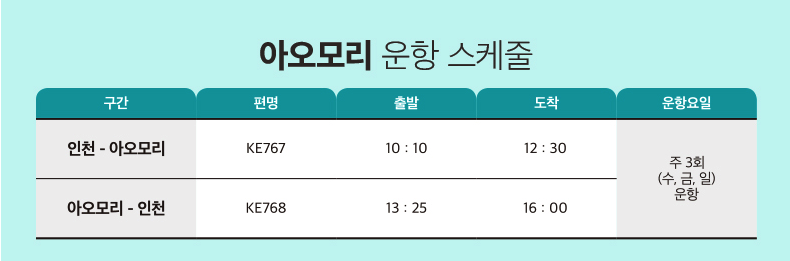 아오모리 운항 스케줄
구간 편명 출발 도착 운항요일
인천 - 아오모리 KE767 10 : 10 12 : 30
주 3회
(수, 금, 일)
운항
아오모리 - 인천 KE768 13 : 25 16 : 00